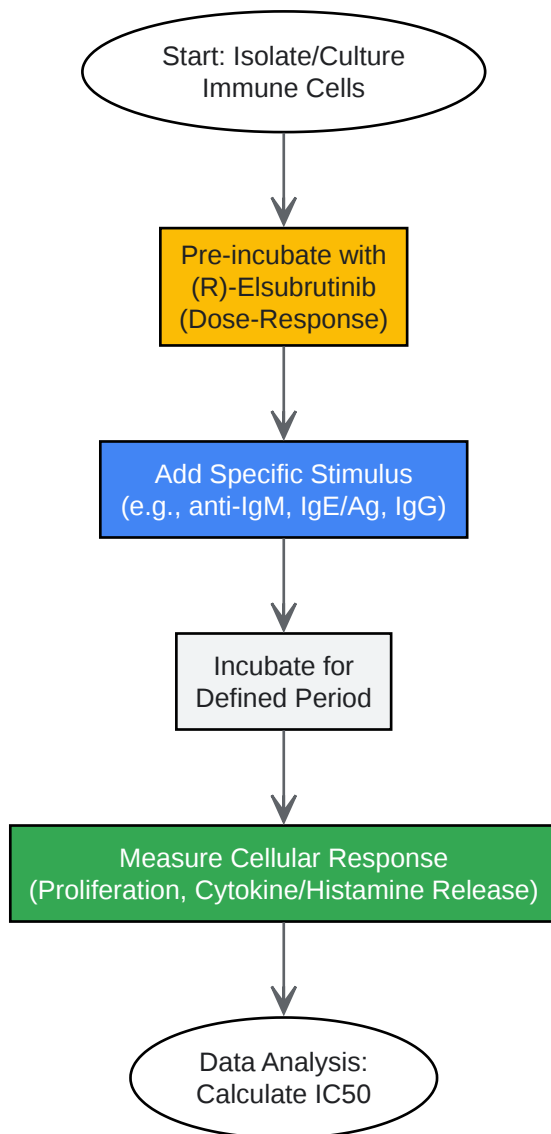 Start: Isolate/Culture
Immune Cells
Pre-incubate with
(R)-Elsubrutinib
(Dose-Response)
Add Specific Stimulus
(e.g., anti-IgM, IgE/Ag, IgG)
Incubate for
Defined Period
Measure Cellular Response
(Proliferation, Cytokine/Histamine Release)
Data Analysis:
Calculate IC50